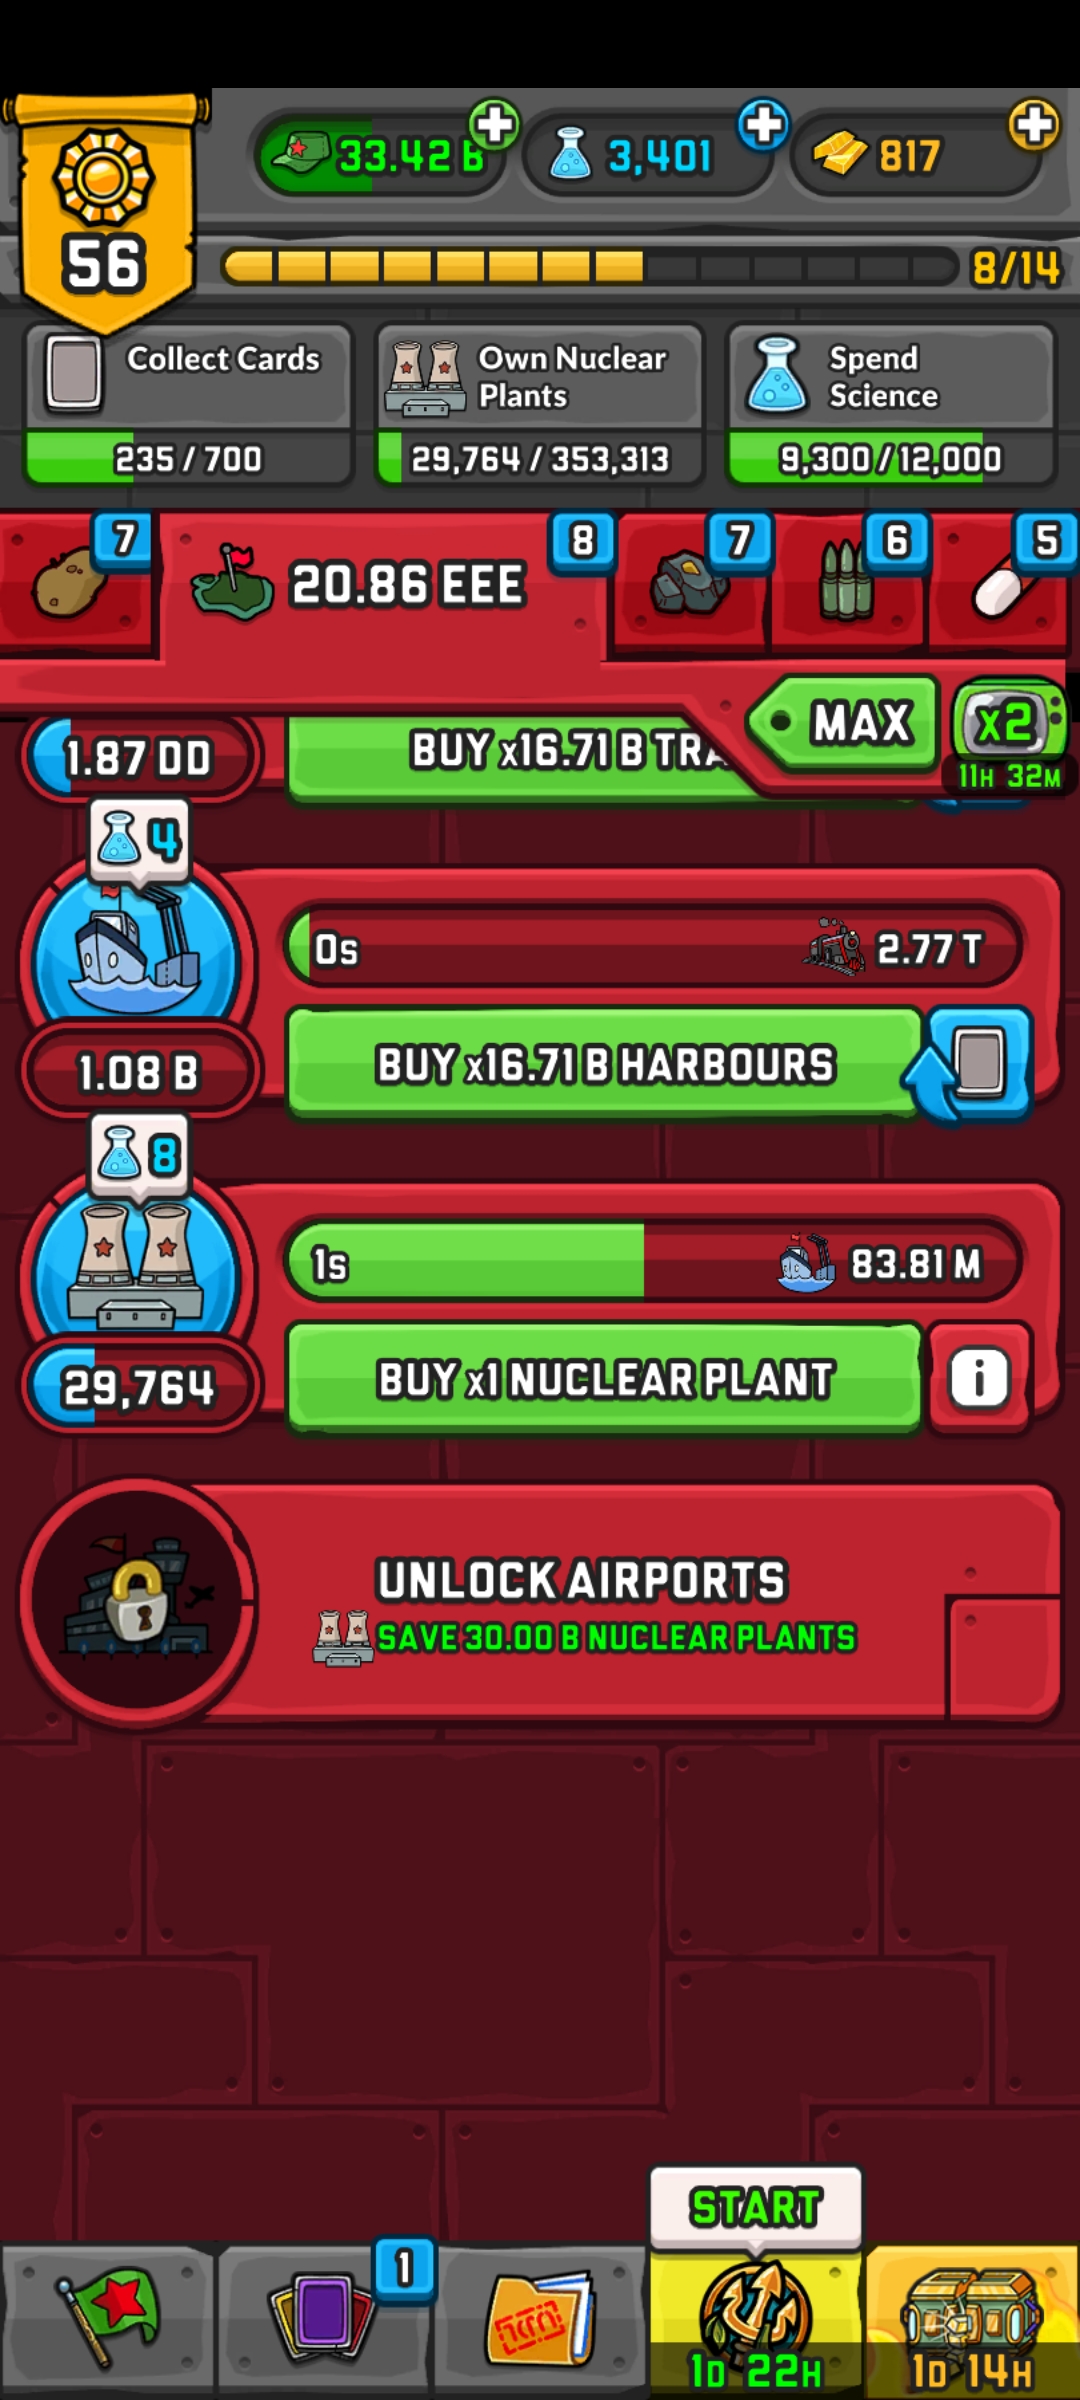 56
33.42 B
3,401
817
8/14
Collect Cards
235 / 700
Own Nuclear
Plants
29,764 / 353,313
Spend
Science
9,300 / 12,000
7
20.86 EEE
8
7
6
5
MAX
X2
11H 32M
1.87 DD
BUY x16.71 B TRA
4
0s
2.77 T
1.08 B
BUY x16.71 B HARBOURS
8
1s
83.81 M
29,764
BUY x1 NUCLEAR PLANT
i
UNLOCK AIRPORTS
SAVE 30.00 B NUCLEAR PLANTS
START
1
1D 22H
1D 14H